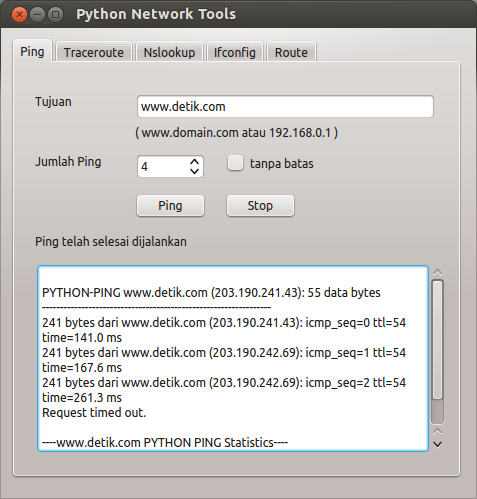 Python Network Tools
Ping Traceroute Nslookup Ifconfig Route
Tujuan www.detik.com
( www.domain.com atau 192.168.0.1 )
Jumlah Ping 4 tanpa batas
Ping Stop
Ping telah selesai dijalankan
PYTHON-PING www.detik.com (203.190.241.43): 55 data bytes
----------------------------------------------------------------
241 bytes dari www.detik.com (203.190.241.43): icmp_seq=0 ttl=54
time=141.0 ms
241 bytes dari www.detik.com (203.190.242.69): icmp_seq=1 ttl=54
time=167.6 ms
241 bytes dari www.detik.com (203.190.242.69): icmp_seq=2 ttl=54
time=261.3 ms
Request timed out.
----www.detik.com PYTHON PING Statistics----